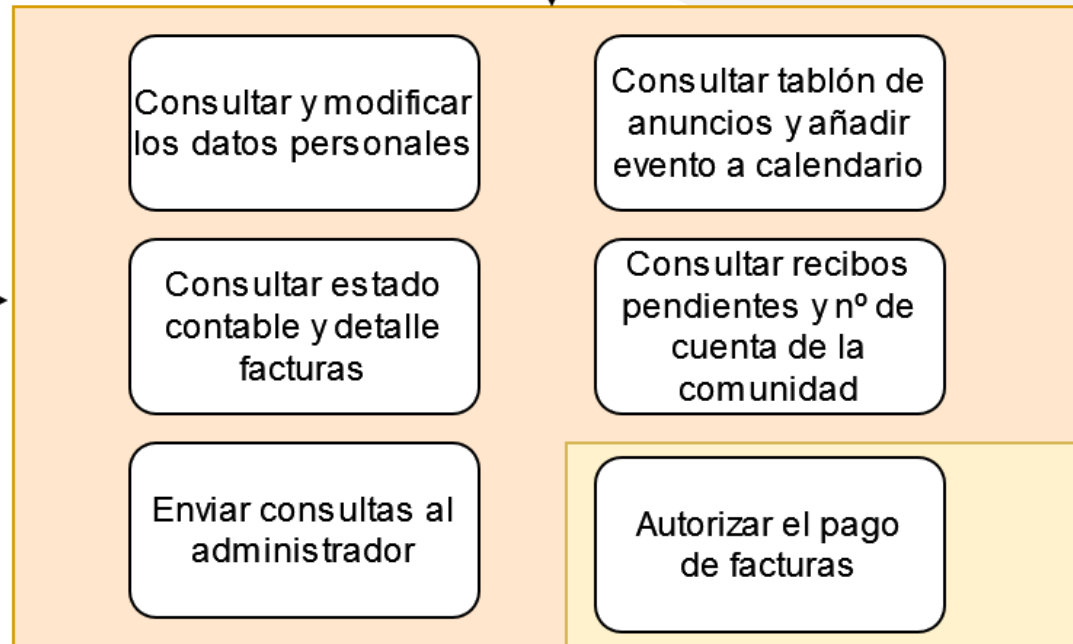 Consultar y modificar
los datos personales
Consultar tablón de
anuncios y añadir
evento a calendario
Consultar estado
contable y detalle
facturas
Consultar recibos
pendientes y nº de
cuenta de la
comunidad
Enviar consultas al
administrador
Autorizar el pago
de facturas